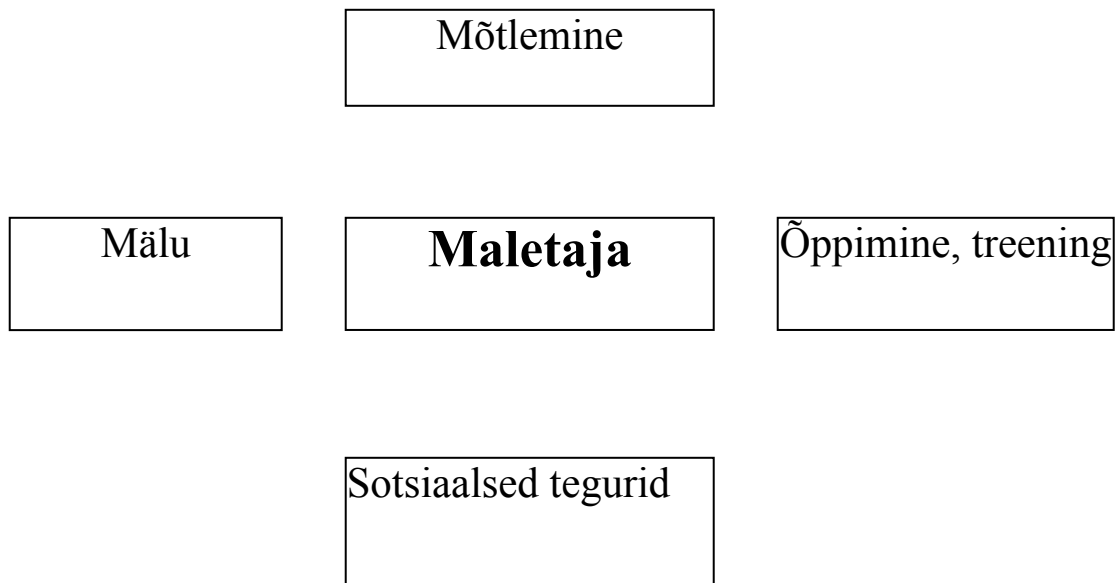 Mõtlemine
Mälu
Maletaja
Õppimine, treening
Sotsiaalsed tegurid